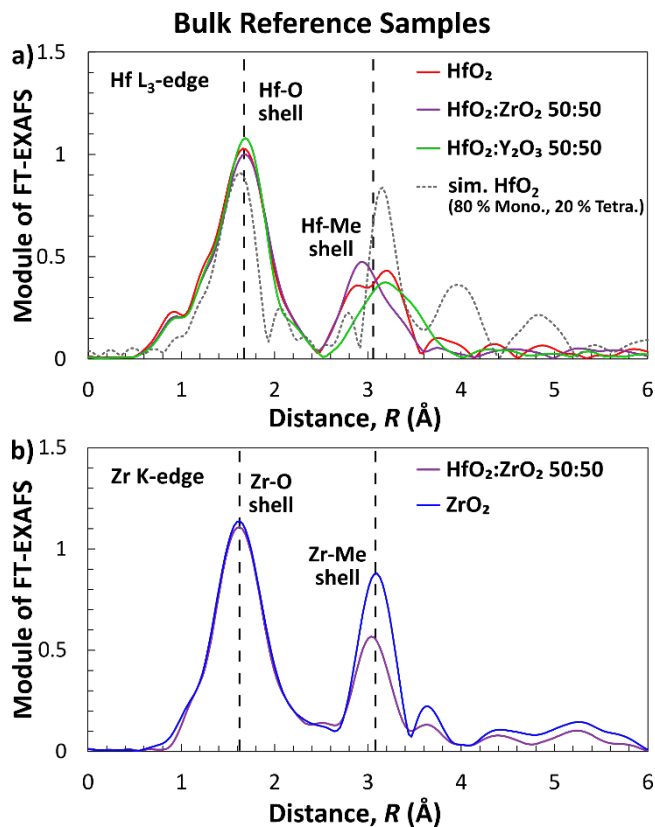 Bulk Reference Samples
a)
Hf L₃-edge
Hf-O
shell
Hf-Me
shell
HfO₂
HfO₂:ZrO₂ 50:50
HfO₂:Y₂O₃ 50:50
sim. HfO₂
(80 % Mono., 20 % Tetra.)
Module of FT-EXAFS
1.5
1
0.5
0
0 1 2 3 4 5 6
Distance, R (Å)
b)
Zr K-edge
Zr-O
shell
Zr-Me
shell
HfO₂:ZrO₂ 50:50
ZrO₂
Module of FT-EXAFS
1.5
1
0.5
0
0 1 2 3 4 5 6
Distance, R (Å)